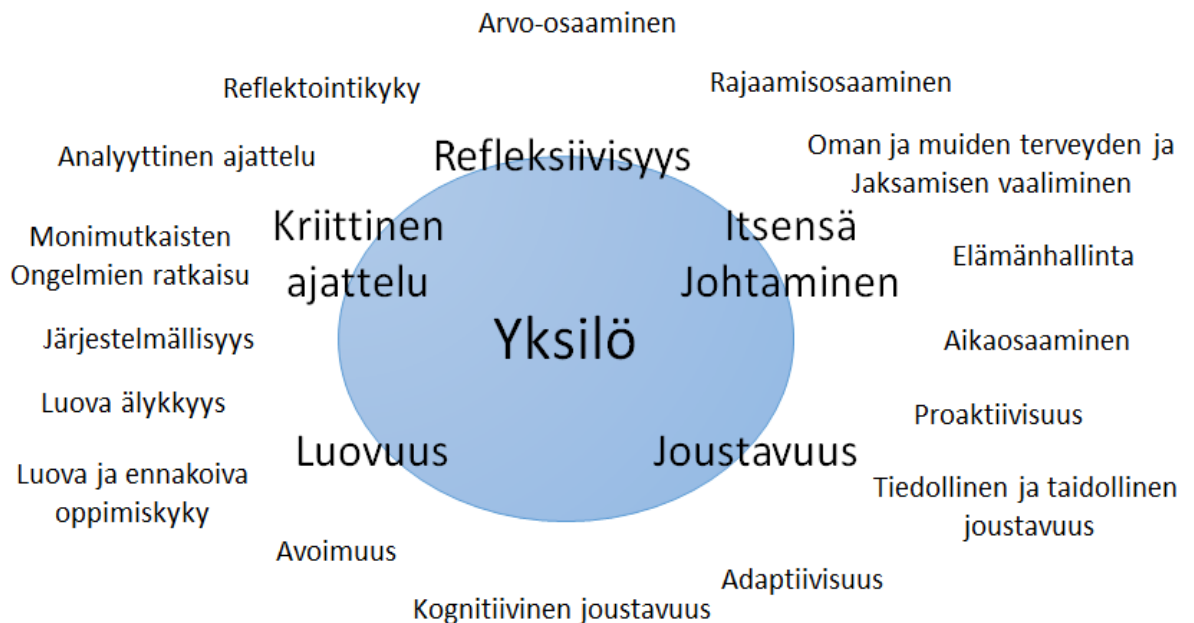 Arvo-osaaminen
Reflektointikyky
Rajaamisosaaminen
Analyyttinen ajattelu
Refleksiivisyys
Oman ja muiden terveyden ja
Jaksamisen vaaliminen
Monimutkaisten
Ongelmien ratkaisu
Kriittinen
ajattelu
Itsensä
Johtaminen
Elämänhallinta
Järjestelmällisyys
Yksilö
Aikaosaaminen
Luova älykkyys
Proaktiivisuus
Luovuus
Joustavuus
Luova ja ennakoiva
oppimiskyky
Tiedollinen ja taidollinen
joustavuus
Avoimuus
Adaptiivisuus
Kognitiivinen joustavuus